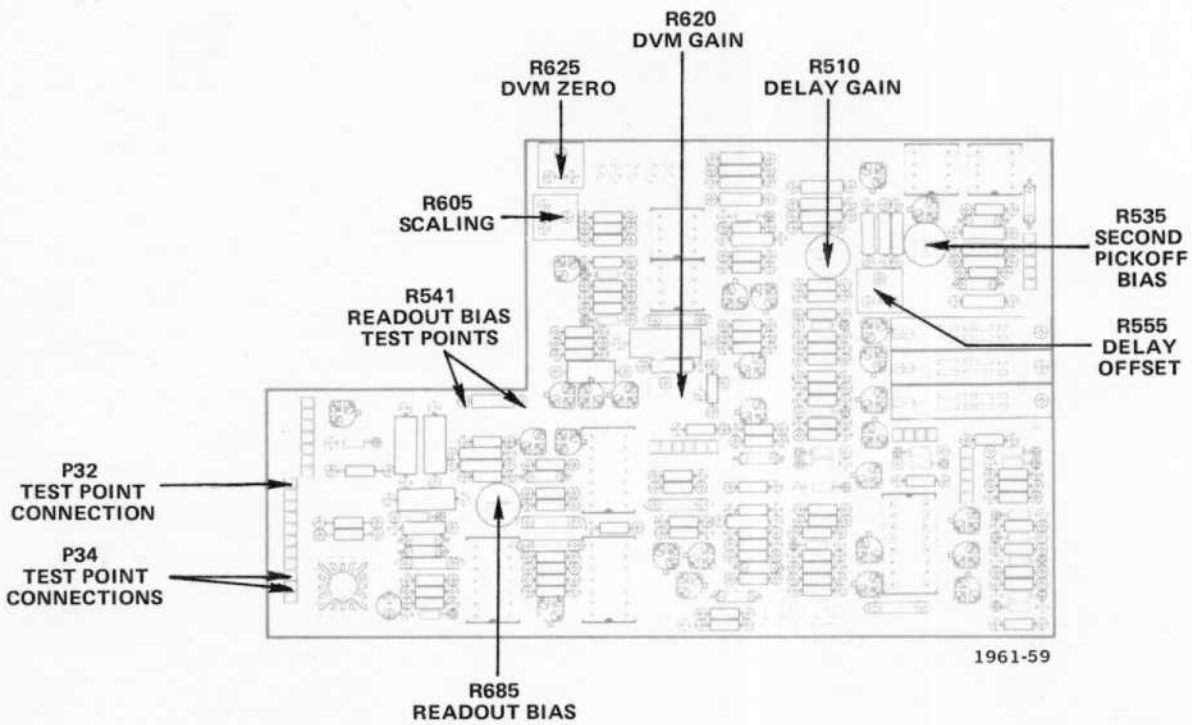 R620
DVM GAIN
R625
DVM ZERO
R510
DELAY GAIN
R605
SCALING
R535
SECOND
PICKOFF
BIAS
R541
READOUT BIAS
TEST POINTS
R555
DELAY
OFFSET
P32
TEST POINT
CONNECTION
P34
TEST POINT
CONNECTIONS
1961-59
R685
READOUT BIAS